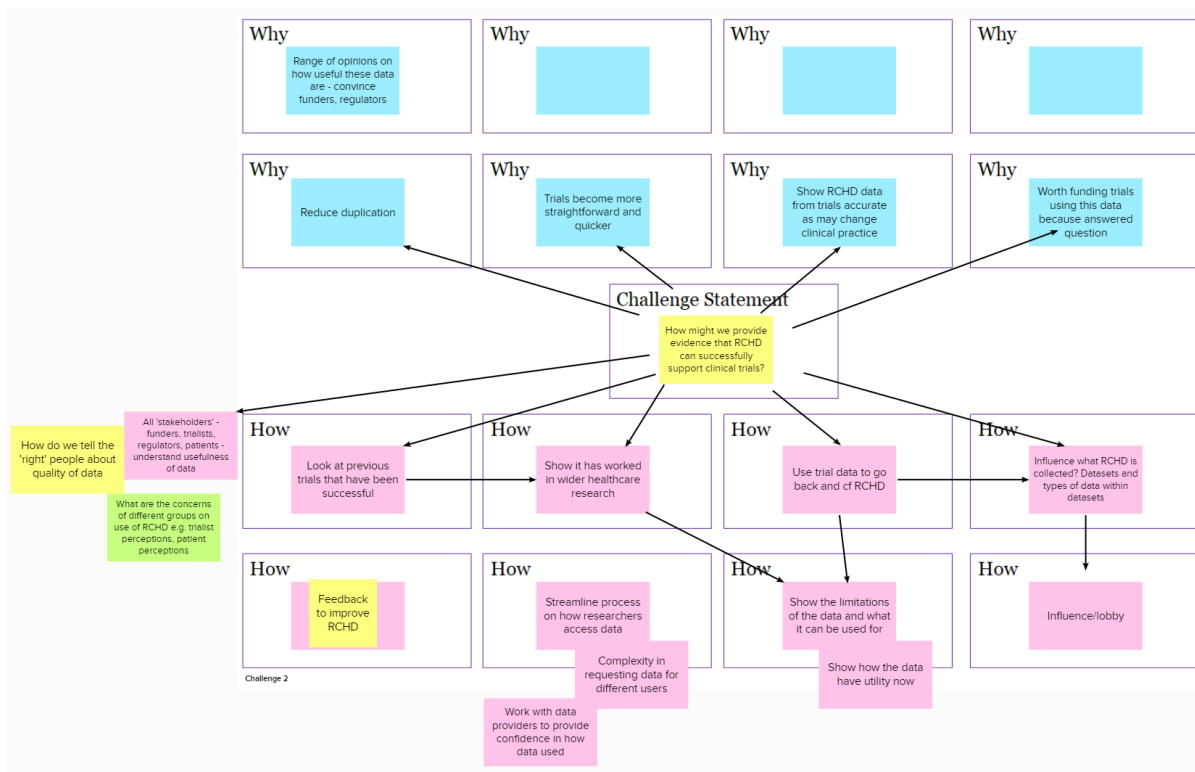 Why
Range of opinions on
how useful these data
are - convince
funders, regulators
Why
Why
Why
Why
Reduce duplication
Why
Trials become more
straightforward and
quicker
Why
Show RCHD data
from trials accurate
as may change
clinical practice
Why
Worth funding trials
using this data
because answered
question
Challenge Statement
How might we provide
evidence that RCHD
can successfully
support clinical trials?
How do we tell the
'right' people about
quality of data
All 'stakeholders' -
funders, trialists,
regulators, patients -
understand usefulness
of data
What are the concerns
of different groups on
use of RCHD e.g. trialist
perceptions, patient
perceptions
How
Look at previous
trials that have been
successful
How
Show it has worked
in wider healthcare
research
How
Use trial data to go
back and cf RCHD
How
Influence what RCHD is
collected? Datasets and
types of data within
datasets
How
Feedback
to improve
RCHD
How
Streamline process
on how researchers
access data
Complexity in
requesting data for
different users
Work with data
providers to provide
confidence in how
data used
How
Show the limitations
of the data and what
it can be used for
Show how the data
have utility now
How
Influence/lobby
Challenge 2